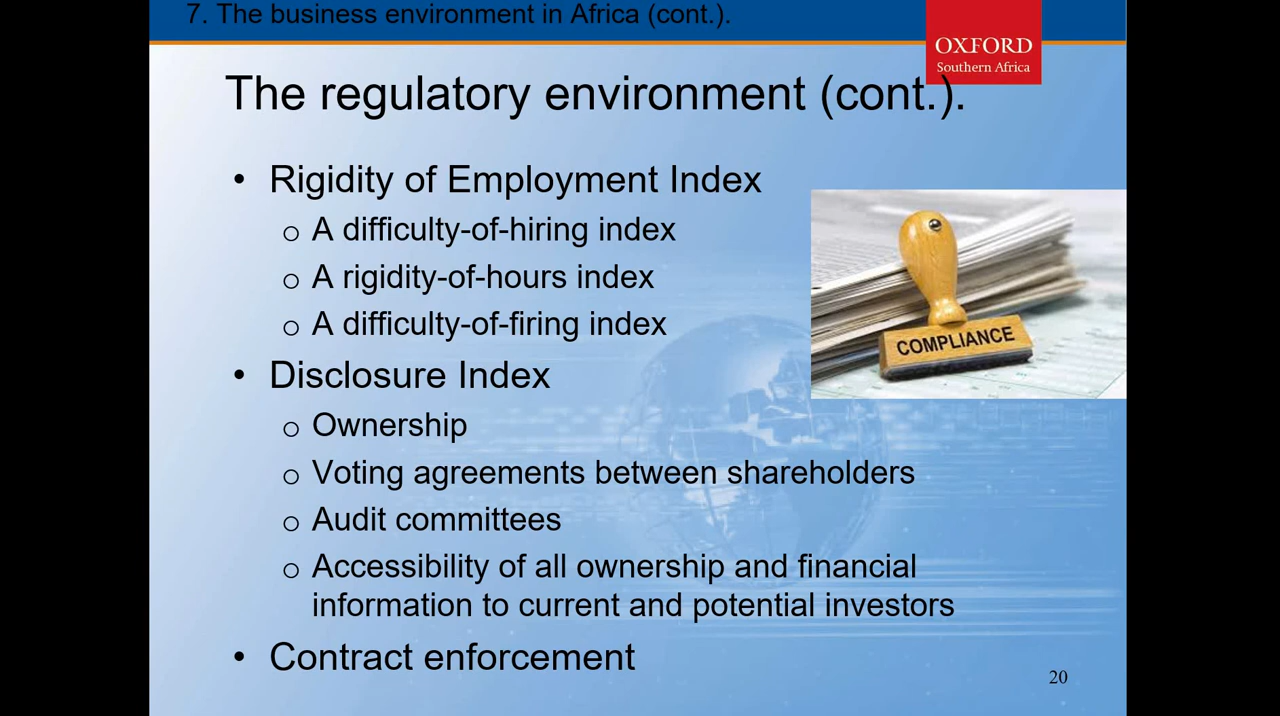 7. The business environment in Africa (cont.).
OXFORD
Southern Africa
The regulatory environment (cont.).
• Rigidity of Employment Index
o A difficulty-of-hiring index
o A rigidity-of-hours index
o A difficulty-of-firing index
COMPLIANCE
• Disclosure Index
o Ownership
o Voting agreements between shareholders
o Audit committees
o Accessibility of all ownership and financial
information to current and potential investors
• Contract enforcement
20